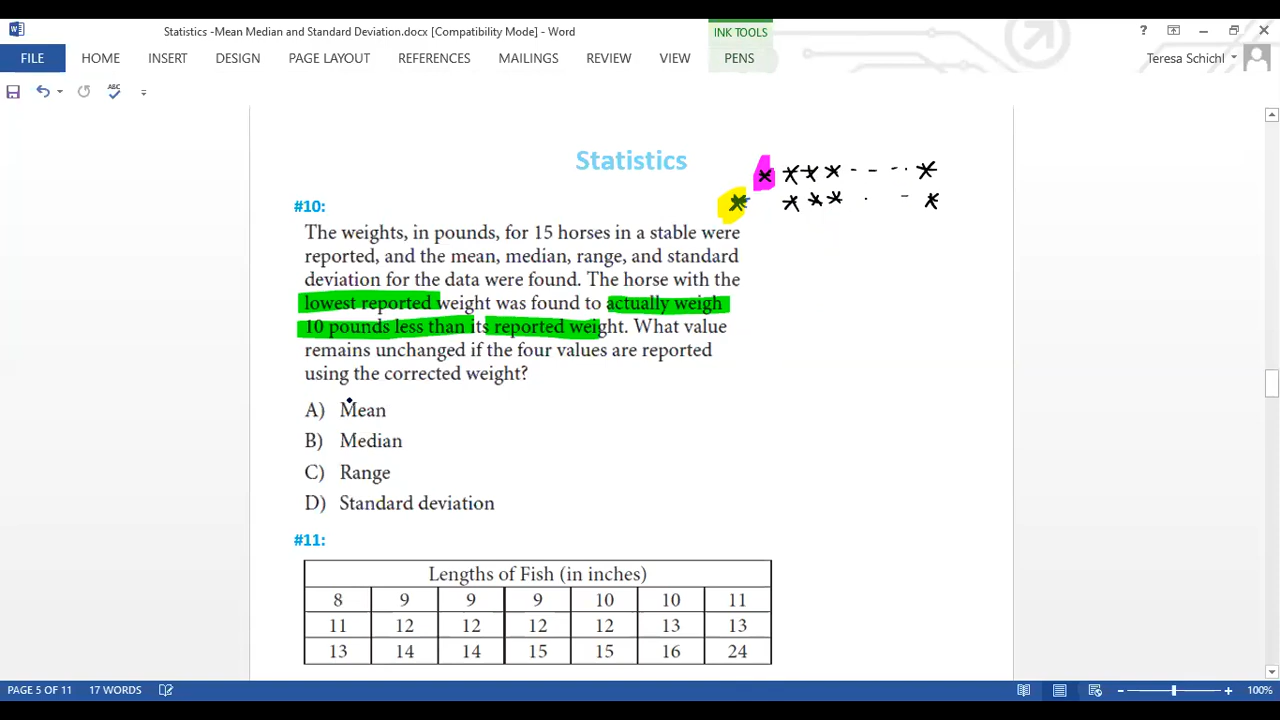 Statistics -Mean Median and Standard Deviation.docx [Compatibility Mode] - Word
INK TOOLS
?
FILE HOME INSERT DESIGN PAGE LAYOUT REFERENCES MAILINGS REVIEW VIEW PENS
Teresa Schichl
ABC
Statistics
#10:
The weights, in pounds, for 15 horses in a stable were
reported, and the mean, median, range, and standard
deviation for the data were found. The horse with the
lowest reported weight was found to actually weigh
10 pounds less than its reported weight. What value
remains unchanged if the four values are reported
using the corrected weight?
A) Mean
B) Median
C) Range
D) Standard deviation
#11:
Lengths of Fish (in inches)
8 9 9 9 10 10 11
11 12 12 12 12 13 13
13 14 14 15 15 16 24
PAGE 5 OF 11 17 WORDS
100%